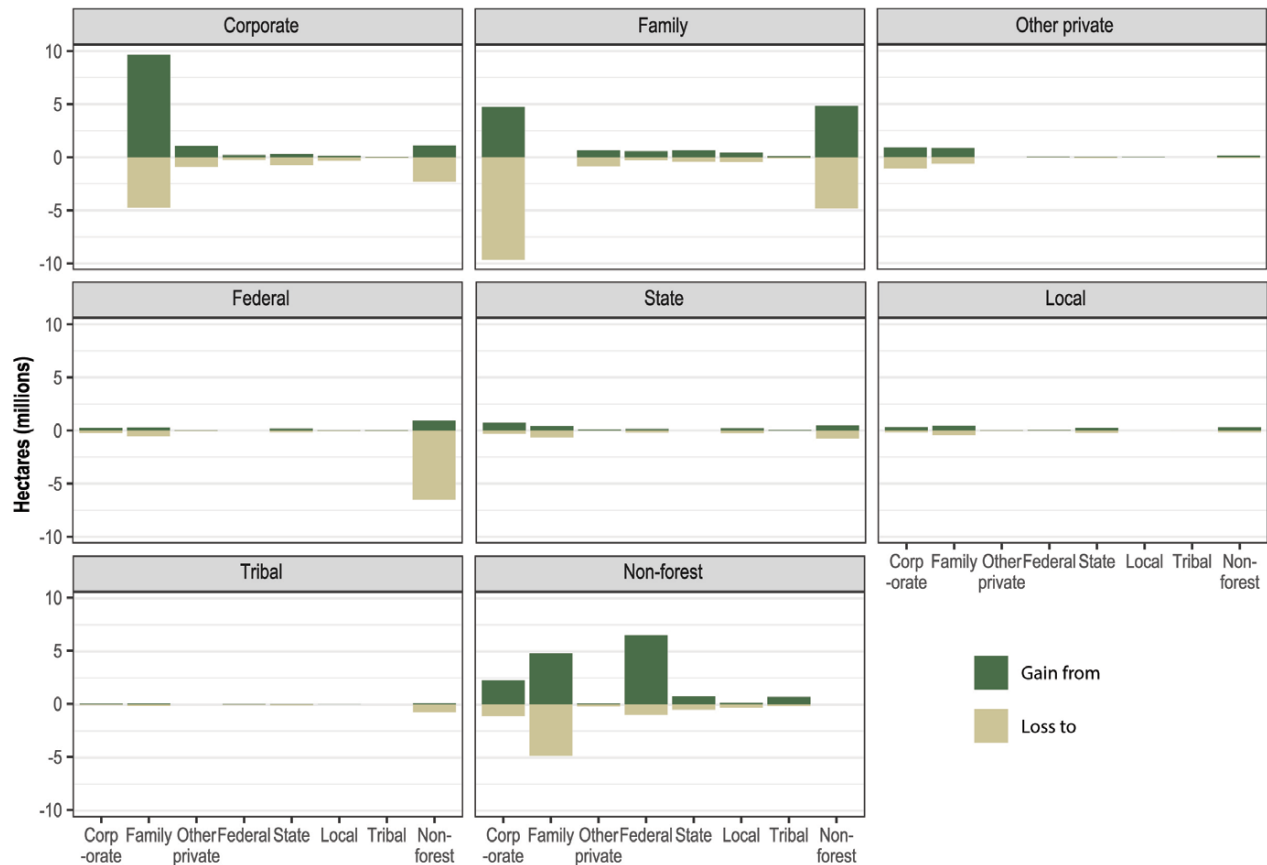 Corporate
Family
Other private
10
5
0
-5
-10
Federal
State
Local
10
5
0
-5
-10
Hectares (millions)
Corp
-orate
Family
Other
private
Federal
State
Local
Tribal
Non-
forest
Tribal
Non-forest
10
5
0
-5
-10
Gain from
Loss to
Corp
-orate
Family
Other
private
Federal
State
Local
Tribal
Non-
forest
Corp
-orate
Family
Other
private
Federal
State
Local
Tribal
Non-
forest